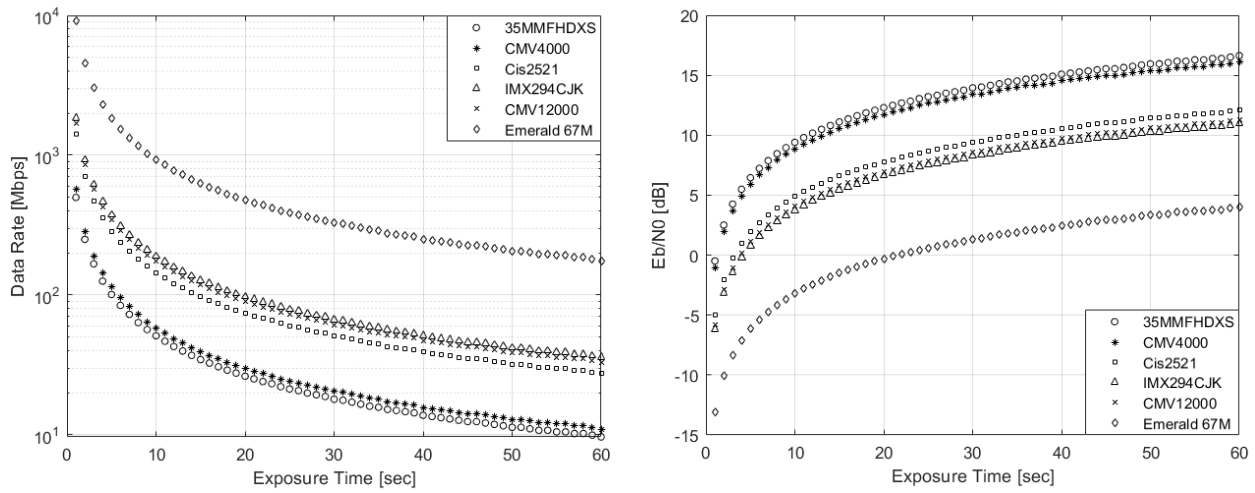 10^4
10^3
10^2
10^1
Data Rate [Mbps]
0 10 20 30 40 50 60
Exposure Time [sec]
35MMFHDXS
CMV4000
Cis2521
IMX294CJK
CMV12000
Emerald 67M
20
15
10
5
0
-5
-10
-15
Eb/N0 [dB]
0 10 20 30 40 50 60
Exposure Time [sec]
35MMFHDXS
CMV4000
Cis2521
IMX294CJK
CMV12000
Emerald 67M